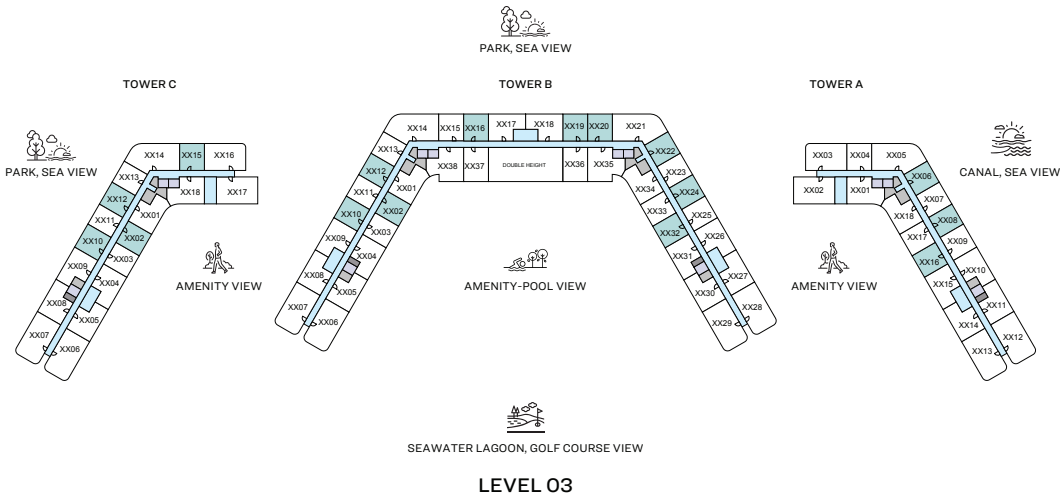 PARK, SEA VIEW
TOWER C
TOWER B
TOWER A
PARK, SEA VIEW
CANAL, SEA VIEW
XX14
XX15
XX16
XX13
XX18
XX17
XX12
XX01
XX11
XX02
XX10
XX03
XX09
XX04
XX08
XX05
XX07
XX06
AMENITY VIEW
XX14
XX15
XX16
XX17
XX18
XX19
XX20
XX21
XX13
XX38
XX37
DOUBLE HEIGHT
XX36
XX35
XX22
XX12
XX01
XX34
XX23
XX11
XX02
XX33
XX24
XX10
XX03
XX32
XX25
XX09
XX04
XX31
XX26
XX08
XX05
XX30
XX27
XX07
XX06
XX29
XX28
AMENITY-POOL VIEW
XX03
XX04
XX05
XX02
XX01
XX06
XX18
XX07
XX17
XX08
XX16
XX09
XX15
XX10
XX14
XX11
XX13
XX12
AMENITY VIEW
SEAWATER LAGOON, GOLF COURSE VIEW
LEVEL 03